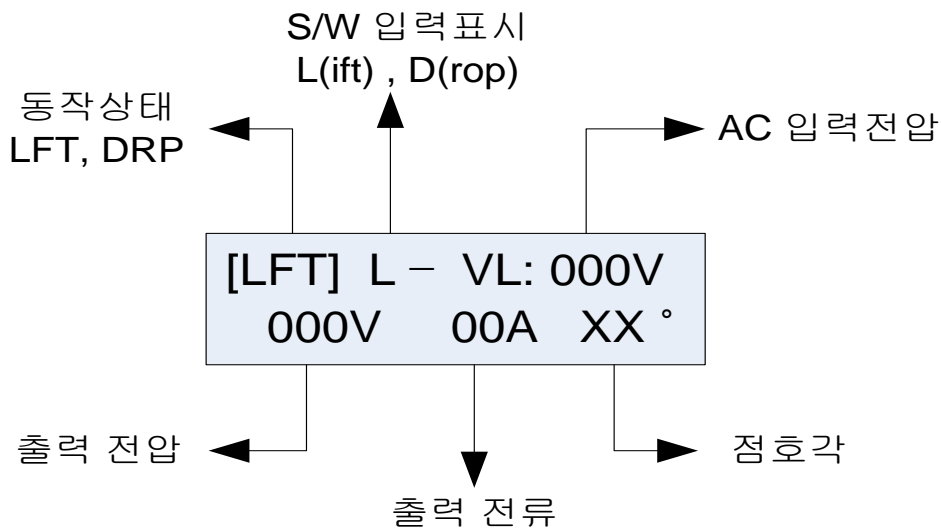 S/W 입력표시
L(ift) , D(rop)
동작상태
LFT, DRP
AC 입력전압
[LFT] L – VL: 000V
000V 00A XX °
출력 전압
점호각
출력 전류